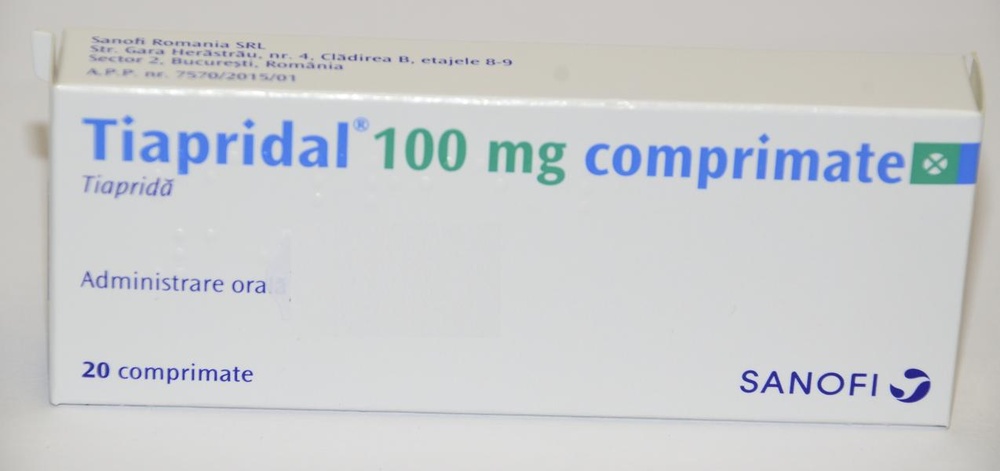 Sanofi Romania SRL
Str. Gara Herăstrău, nr. 4, Clădirea B, etajele 8-9
Sector 2, Bucureşti, România
A.P.P. nr. 7570/2015/01
Tiapridal® 100 mg comprimate
Tiapridă
Administrare ora
20 comprimate
SANOFI